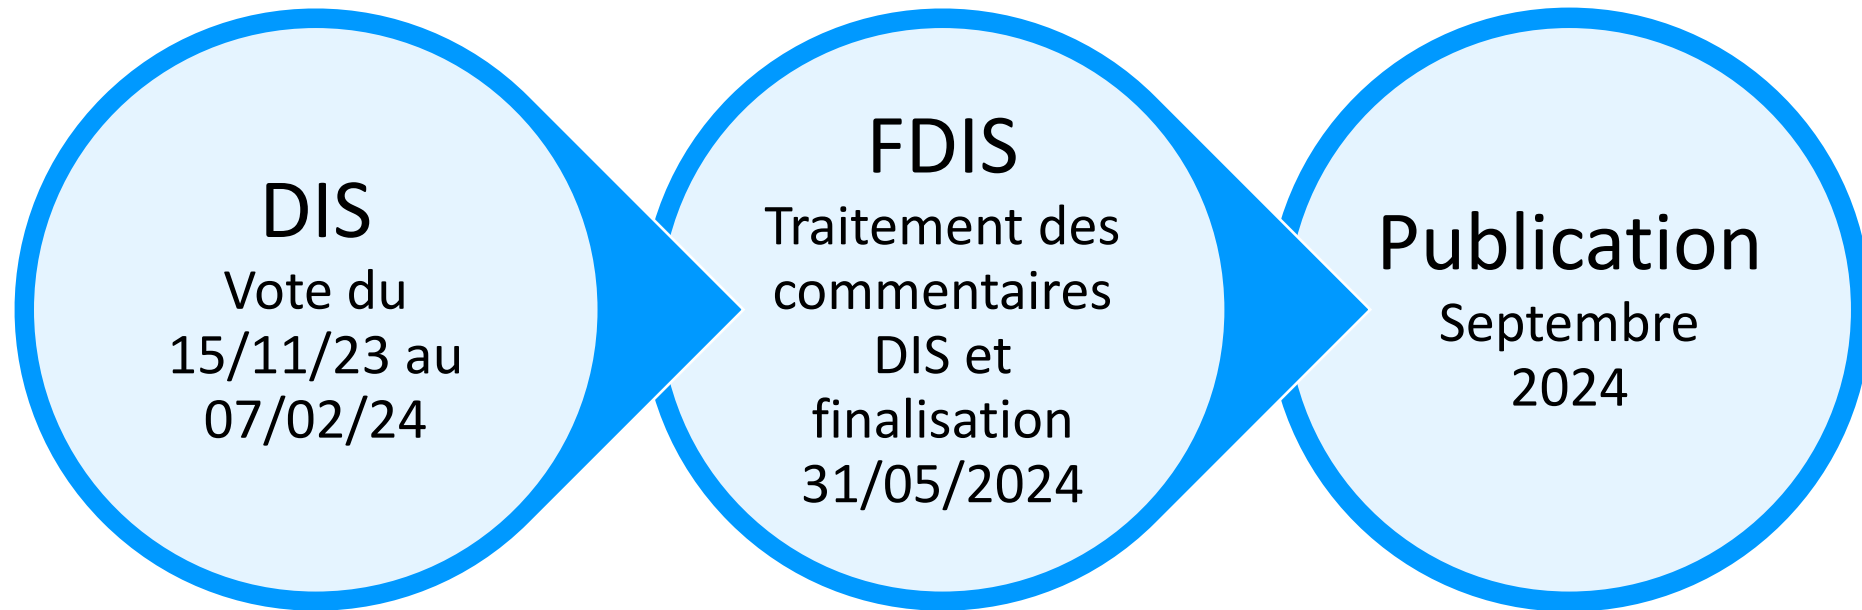 DIS
Vote du
15/11/23 au
07/02/24
FDIS
Traitement des
commentaires
DIS et
finalisation
31/05/2024
Publication
Septembre
2024